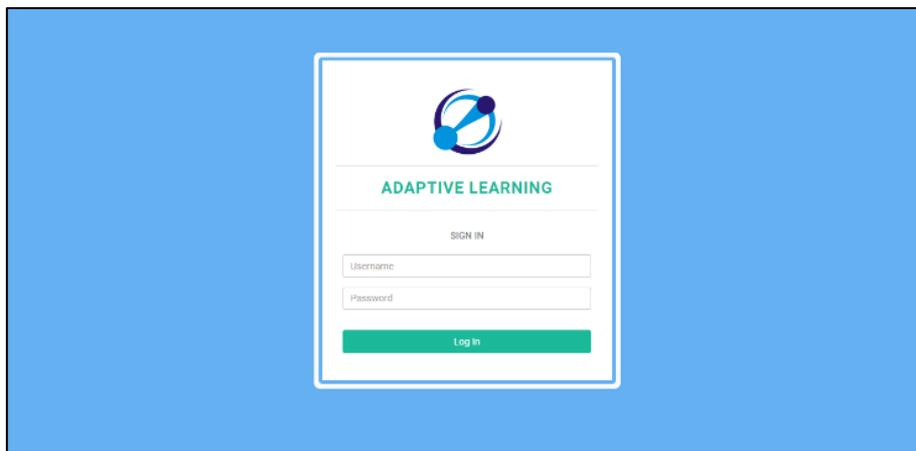 ADAPTIVE LEARNING
SIGN IN
Username
Password
Log In